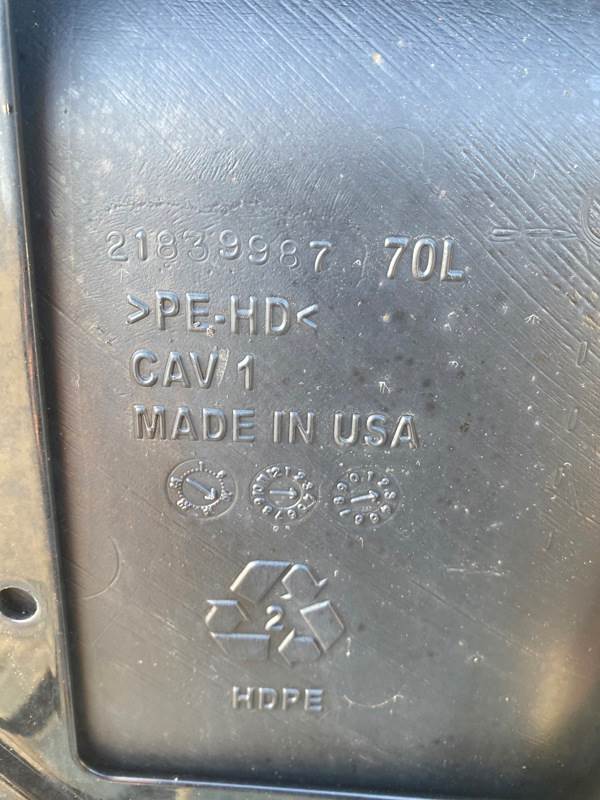 21839987 70L
>PE-HD<
CAV 1
MADE IN USA
2
HDPE